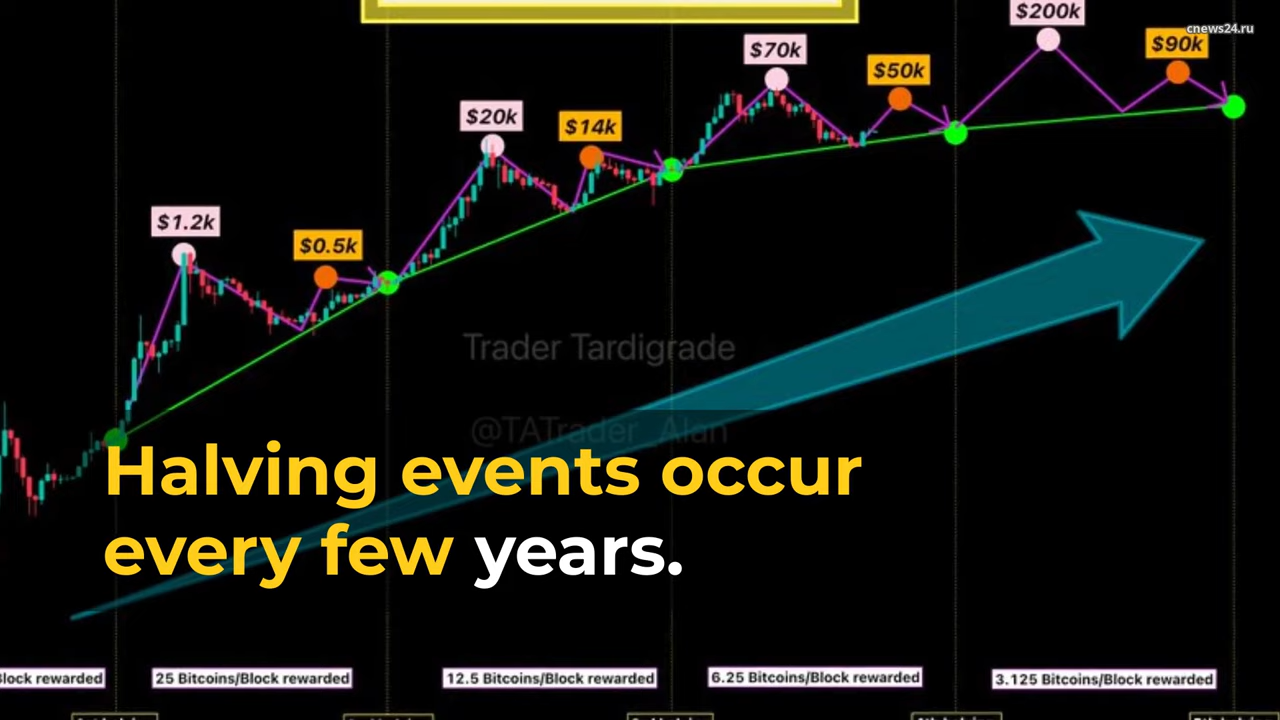 $200k
cnews24.ru
$90k
$70k
$50k
$20k
$14k
$1.2k
$0.5k
Trader Tardigrade
@TATrader_Alan
Halving events occur
every few years.
Block rewarded
25 Bitcoins/Block rewarded
12.5 Bitcoins/Block rewarded
6.25 Bitcoins/Block rewarded
3.125 Bitcoins/Block rewarded